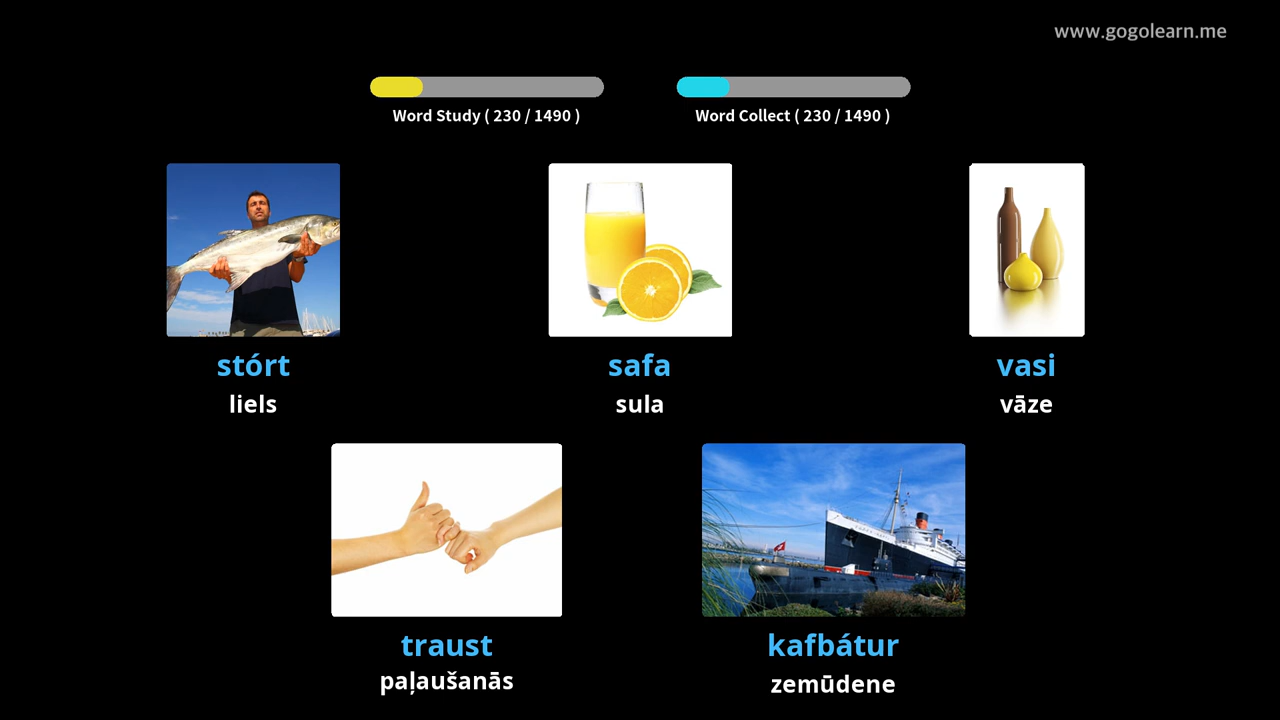 www.gogolearn.me
Word Study ( 230 / 1490 )
Word Collect ( 230 / 1490 )
stórt
liels
safa
sula
vasi
vāze
traust
paļaušanās
kafbátur
zemūdene